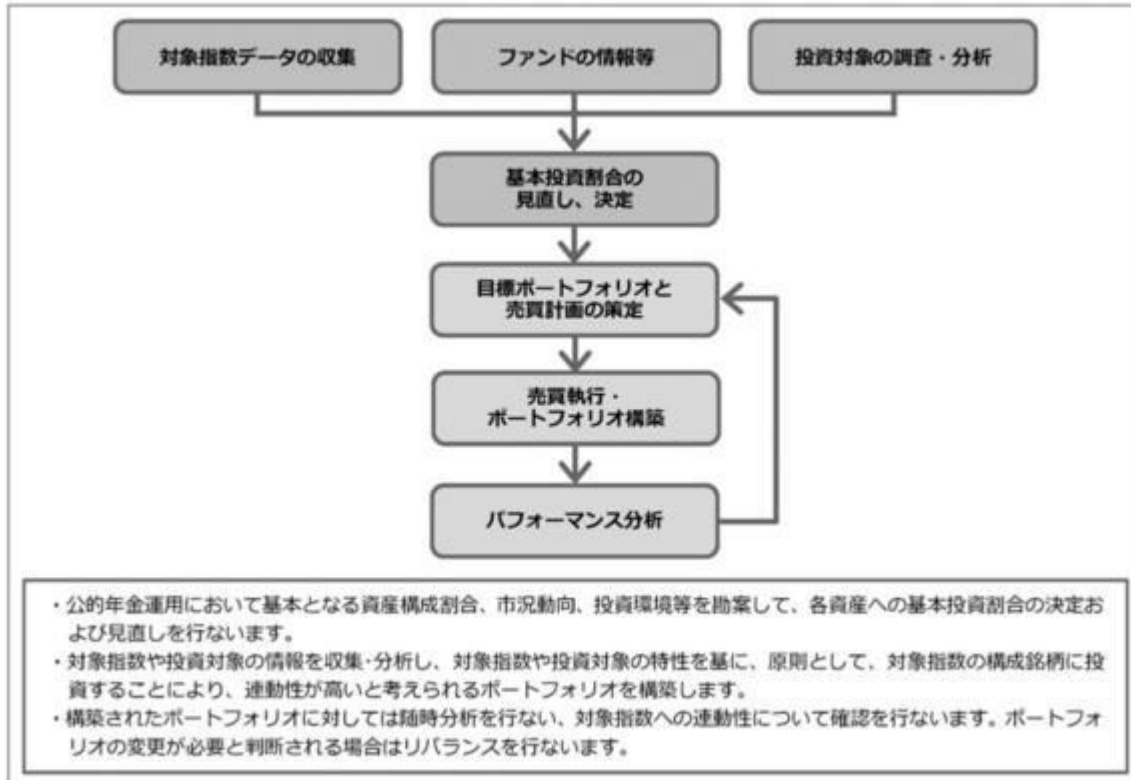 対象指数データの収集
ファンドの情報等
投資対象の調査・分析
基本投資割合の
見直し、決定
目標ポートフォリオと
売買計画の策定
売買執行・
ポートフォリオ構築
パフォーマンス分析
・公的年金運用において基本となる資産構成割合、市況動向、投資環境等を勘案して、各資産への基本投資割合の決定お
よび見直しを行ないます。
・対象指数や投資対象の情報を収集・分析し、対象指数や投資対象の特性を基に、原則として、対象指数の構成銘柄に投
資することにより、連動性が高いと考えられるポートフォリオを構築します。
・構築されたポートフォリオに対しては随時分析を行ない、対象指数への連動性について確認を行ないます。ポートフォ
リオの変更が必要と判断される場合はリバランスを行ないます。